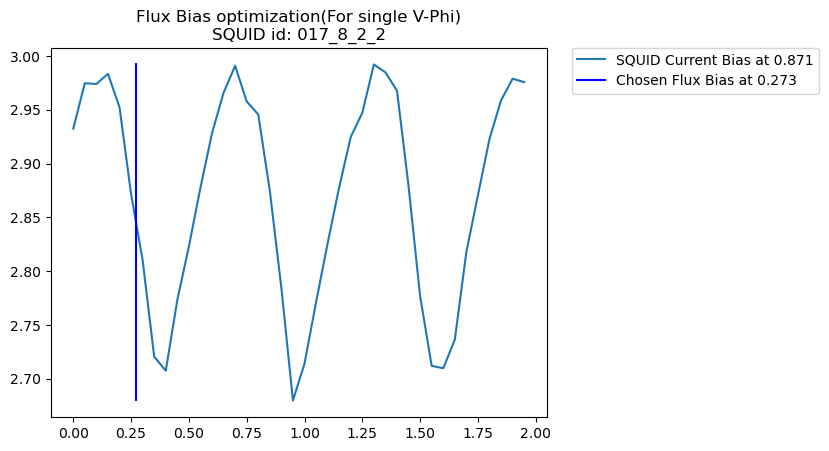 Flux Bias optimization(For single V-Phi)
SQUID id: 017_8_2_2
SQUID Current Bias at 0.871
Chosen Flux Bias at 0.273
3.00
2.95
2.90
2.85
2.80
2.75
2.70
0.00 0.25 0.50 0.75 1.00 1.25 1.50 1.75 2.00